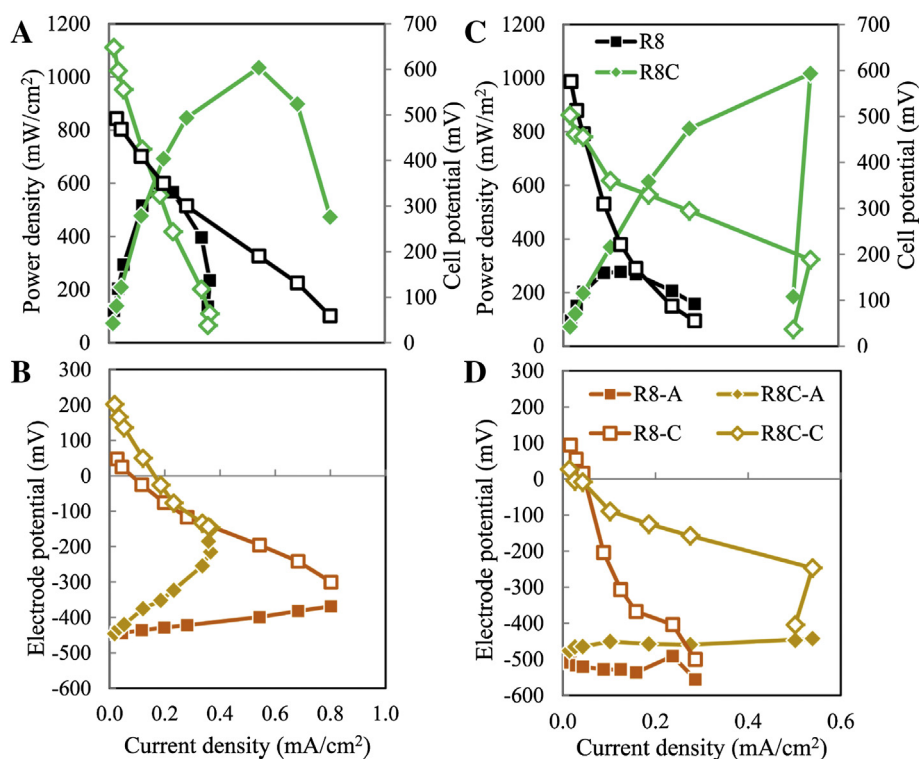 A
1200
1000
800
600
400
200
0
Power density (mW/cm²)
700
600
500
400
300
200
100
0
Cell potential (mV)
C
1200
1000
800
600
400
200
0
Power density (mW/m²)
R8
R8C
700
600
500
400
300
200
100
0
Cell potential (mV)
B
300
200
100
0
-100
-200
-300
-400
-500
-600
Electrode potential (mV)
0.0 0.2 0.4 0.6 0.8 1.0
Current density (mA/cm²)
D
300
200
100
0
-100
-200
-300
-400
-500
-600
Electrode potential (mV)
R8-A R8C-A
R8-C R8C-C
0.0 0.2 0.4 0.6
Current density (mA/cm²)